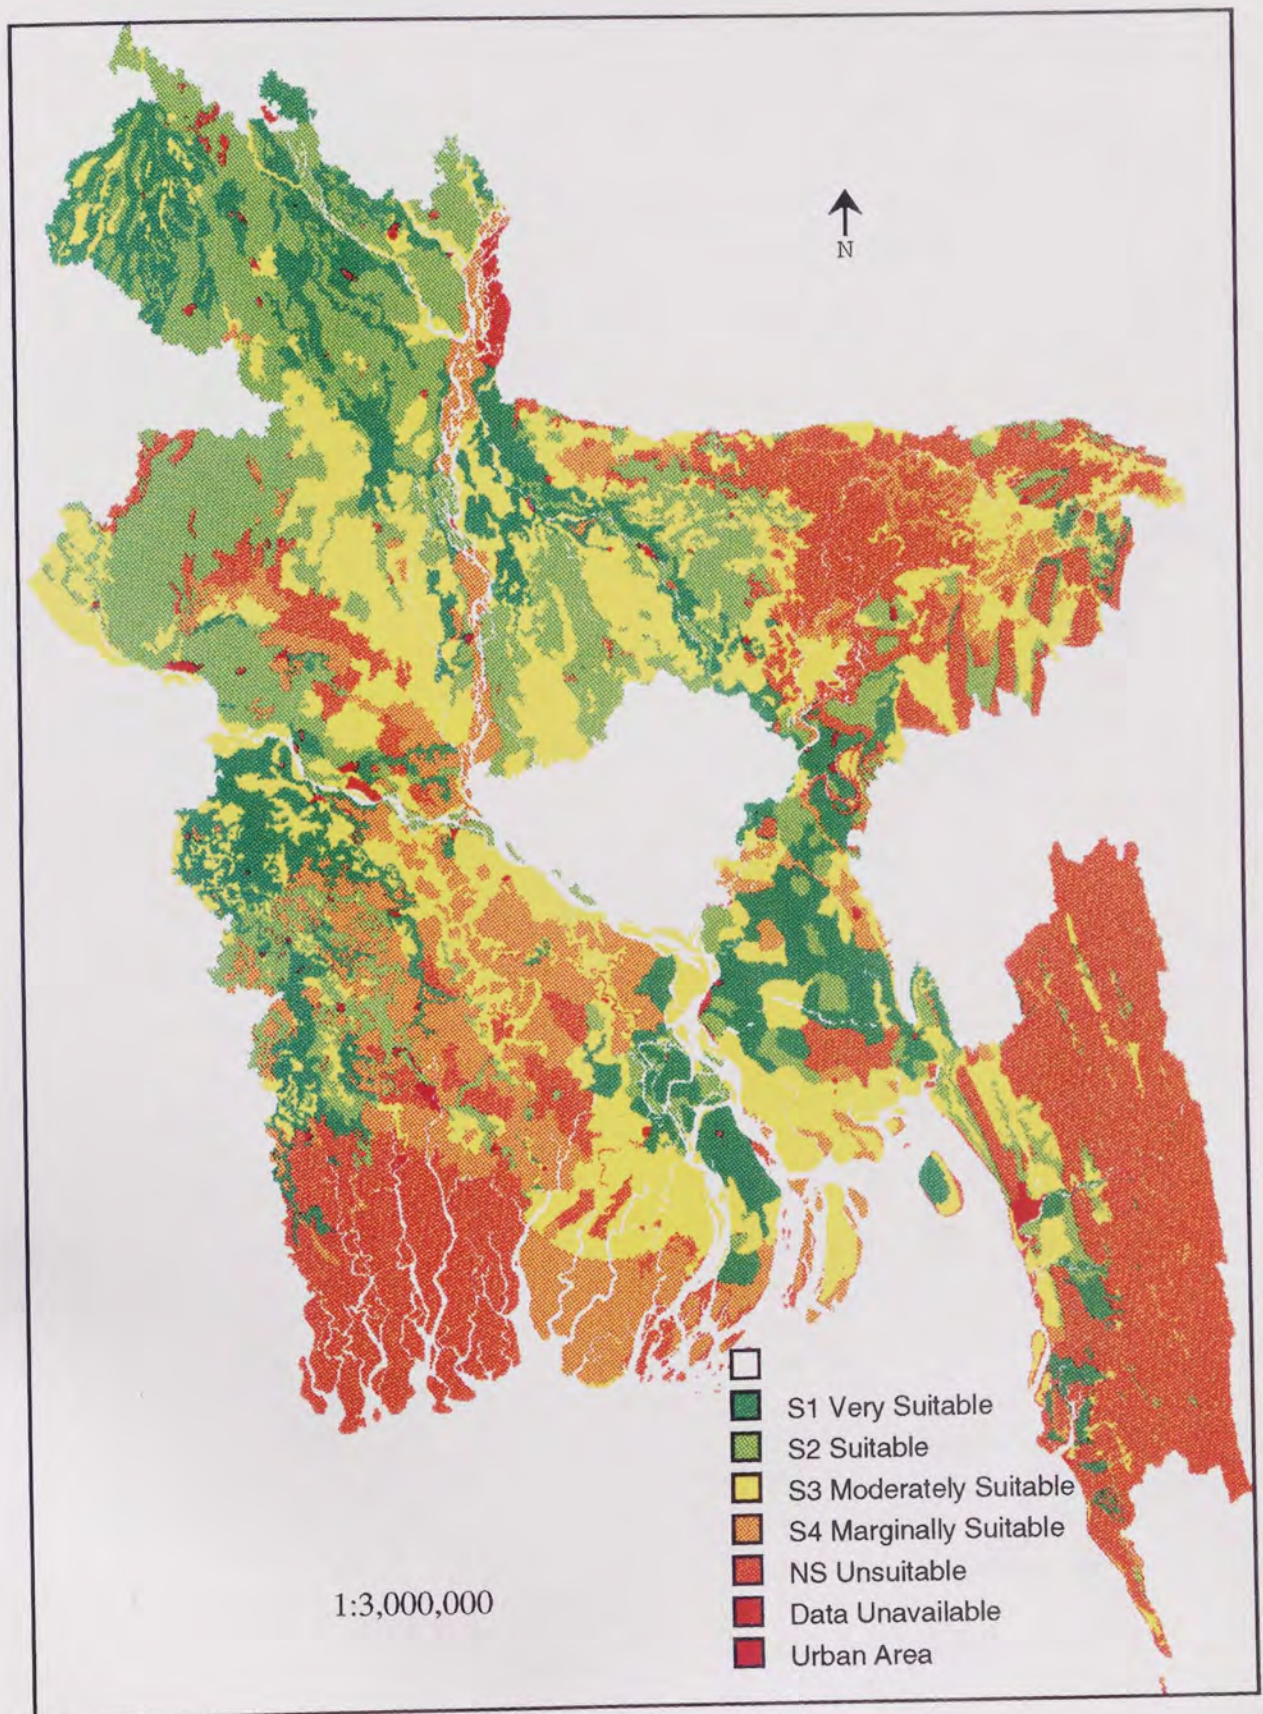 N
S1 Very Suitable
S2 Suitable
S3 Moderately Suitable
S4 Marginally Suitable
NS Unsuitable
1:3,000,000
Data Unavailable
Urban Area